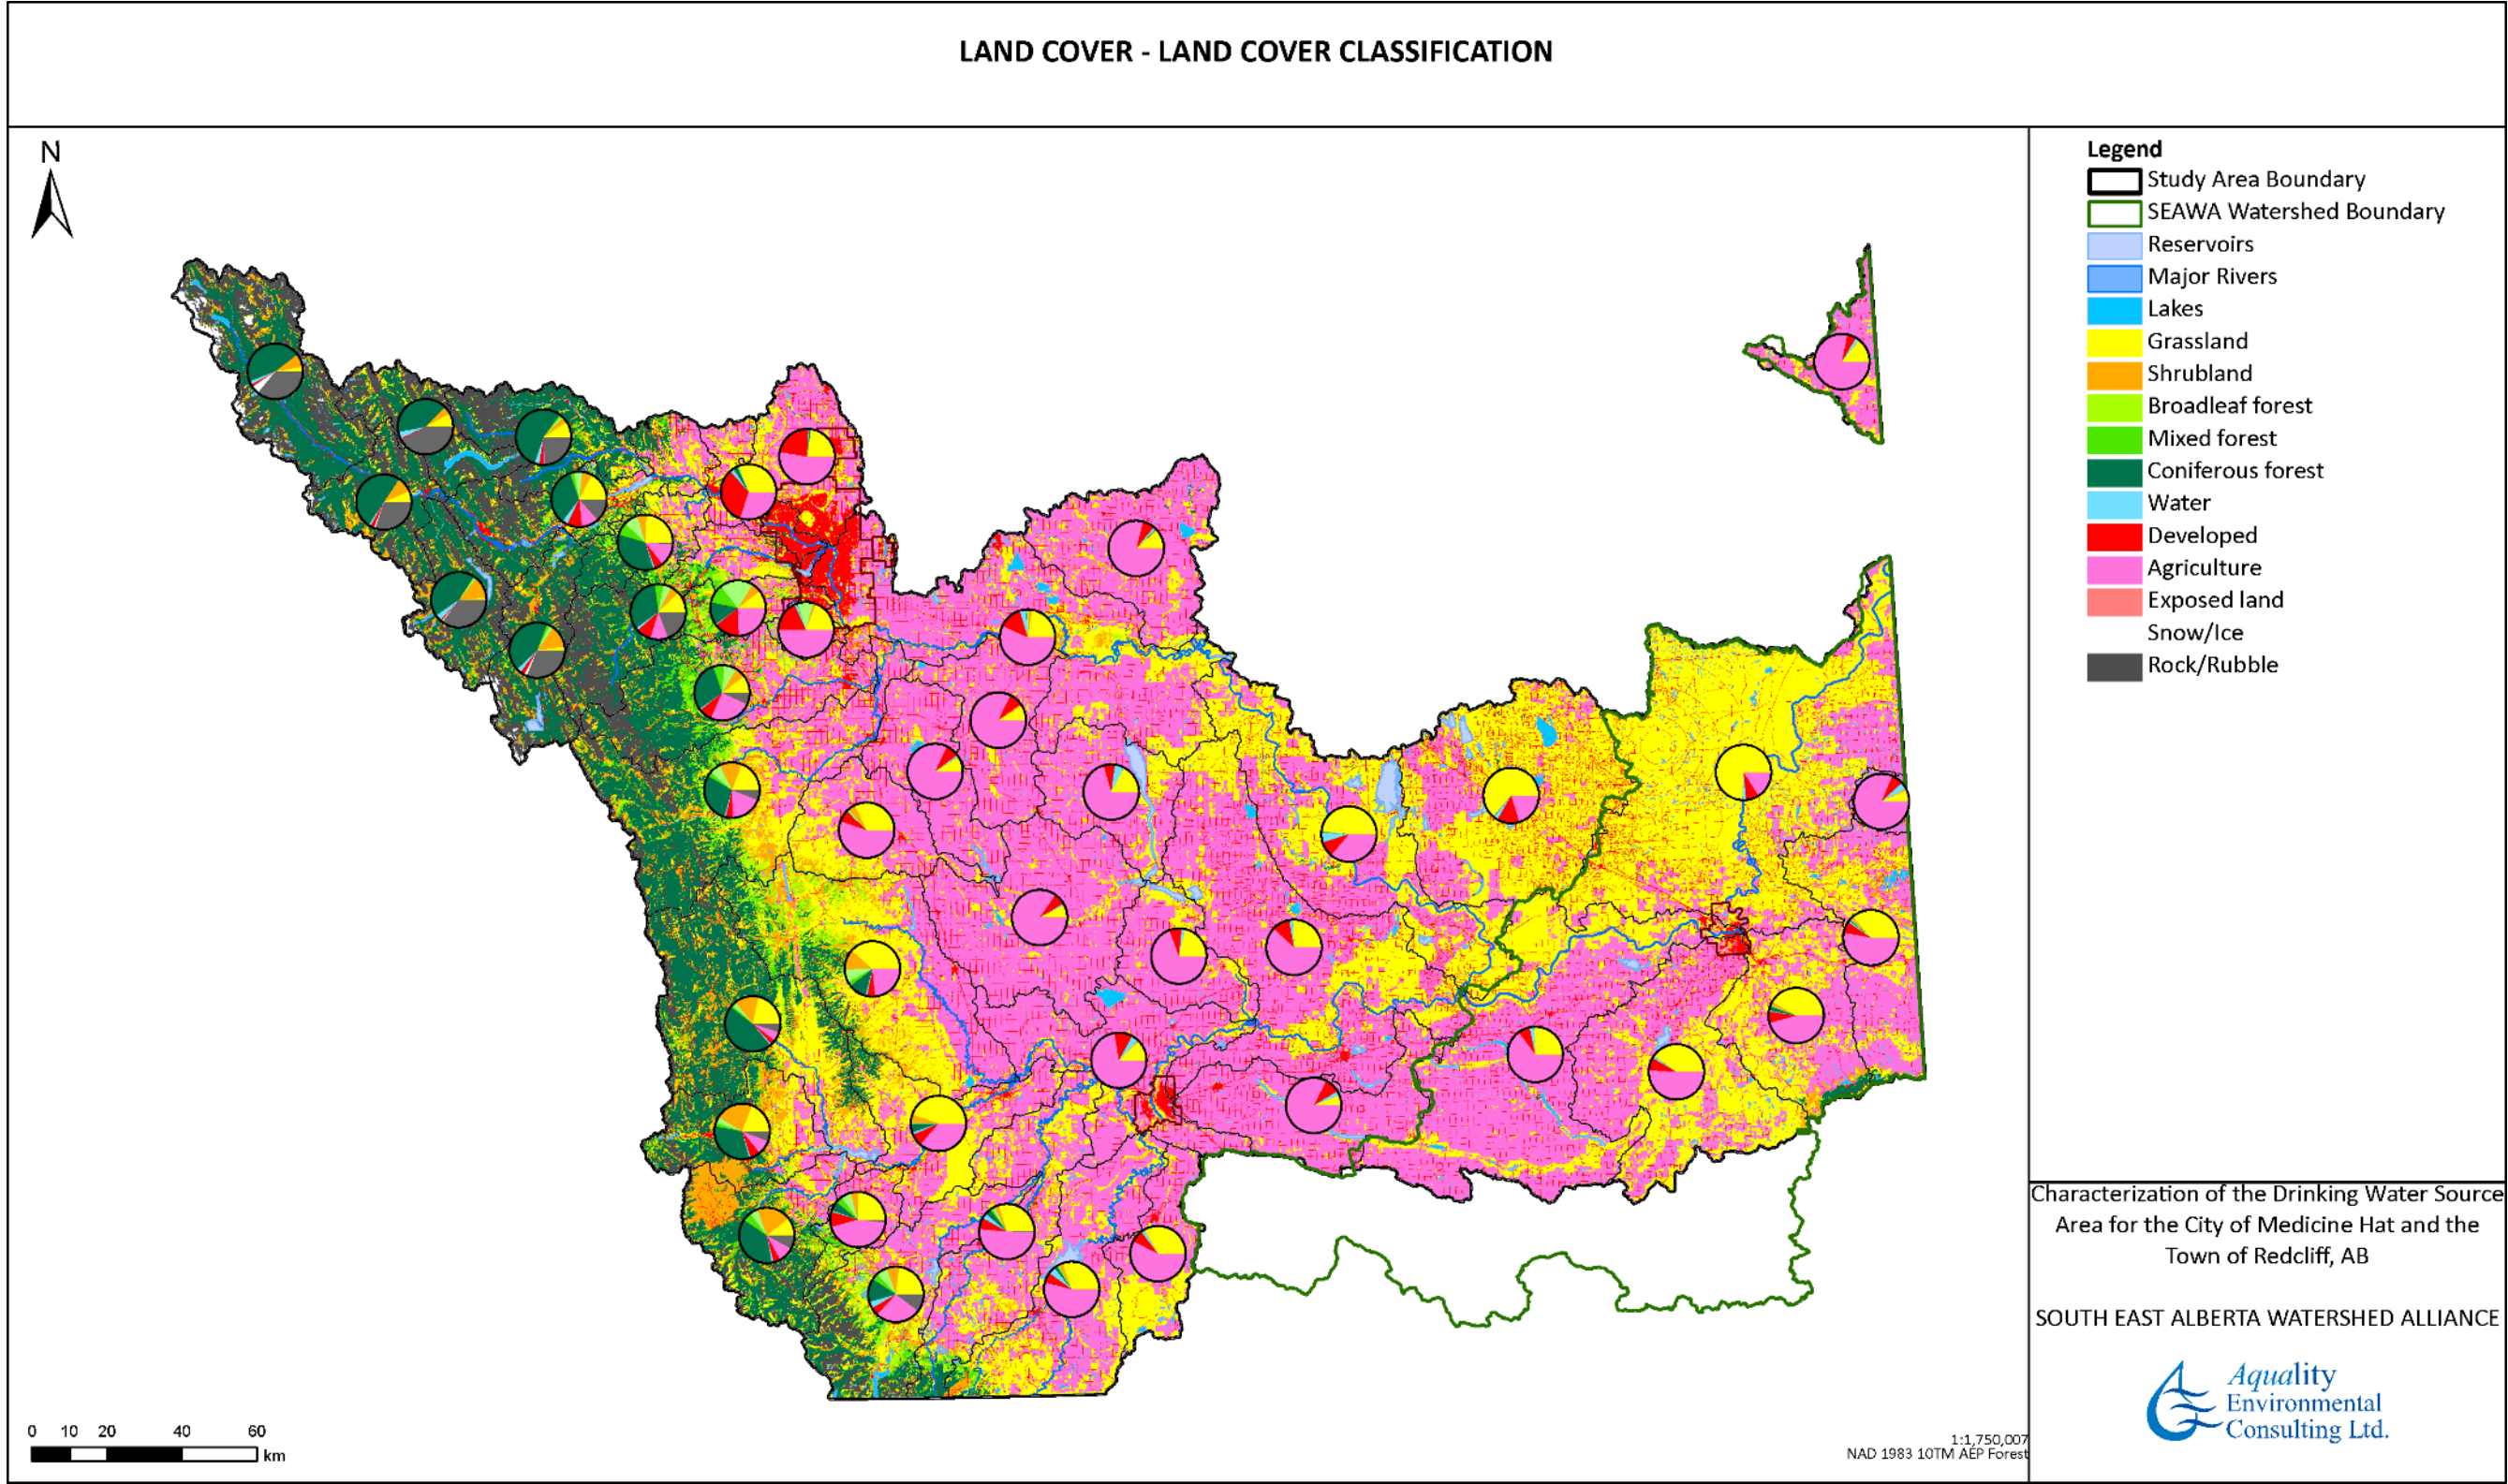 LAND COVER - LAND COVER CLASSIFICATION
N
Legend
Study Area Boundary
SEAWA Watershed Boundary
Reservoirs
Major Rivers
Lakes
Grassland
Shrubland
Broadleaf forest
Mixed forest
Coniferous forest
Water
Developed
Agriculture
Exposed land
Snow/Ice
Rock/Rubble
Characterization of the Drinking Water Source
Area for the City of Medicine Hat and the
Town of Redcliff, AB
SOUTH EAST ALBERTA WATERSHED ALLIANCE
Aquality
Environmental
Consulting Ltd.
0 10 20 40 60
km
1:1,750,007
NAD 1983 10TM AEP Forest